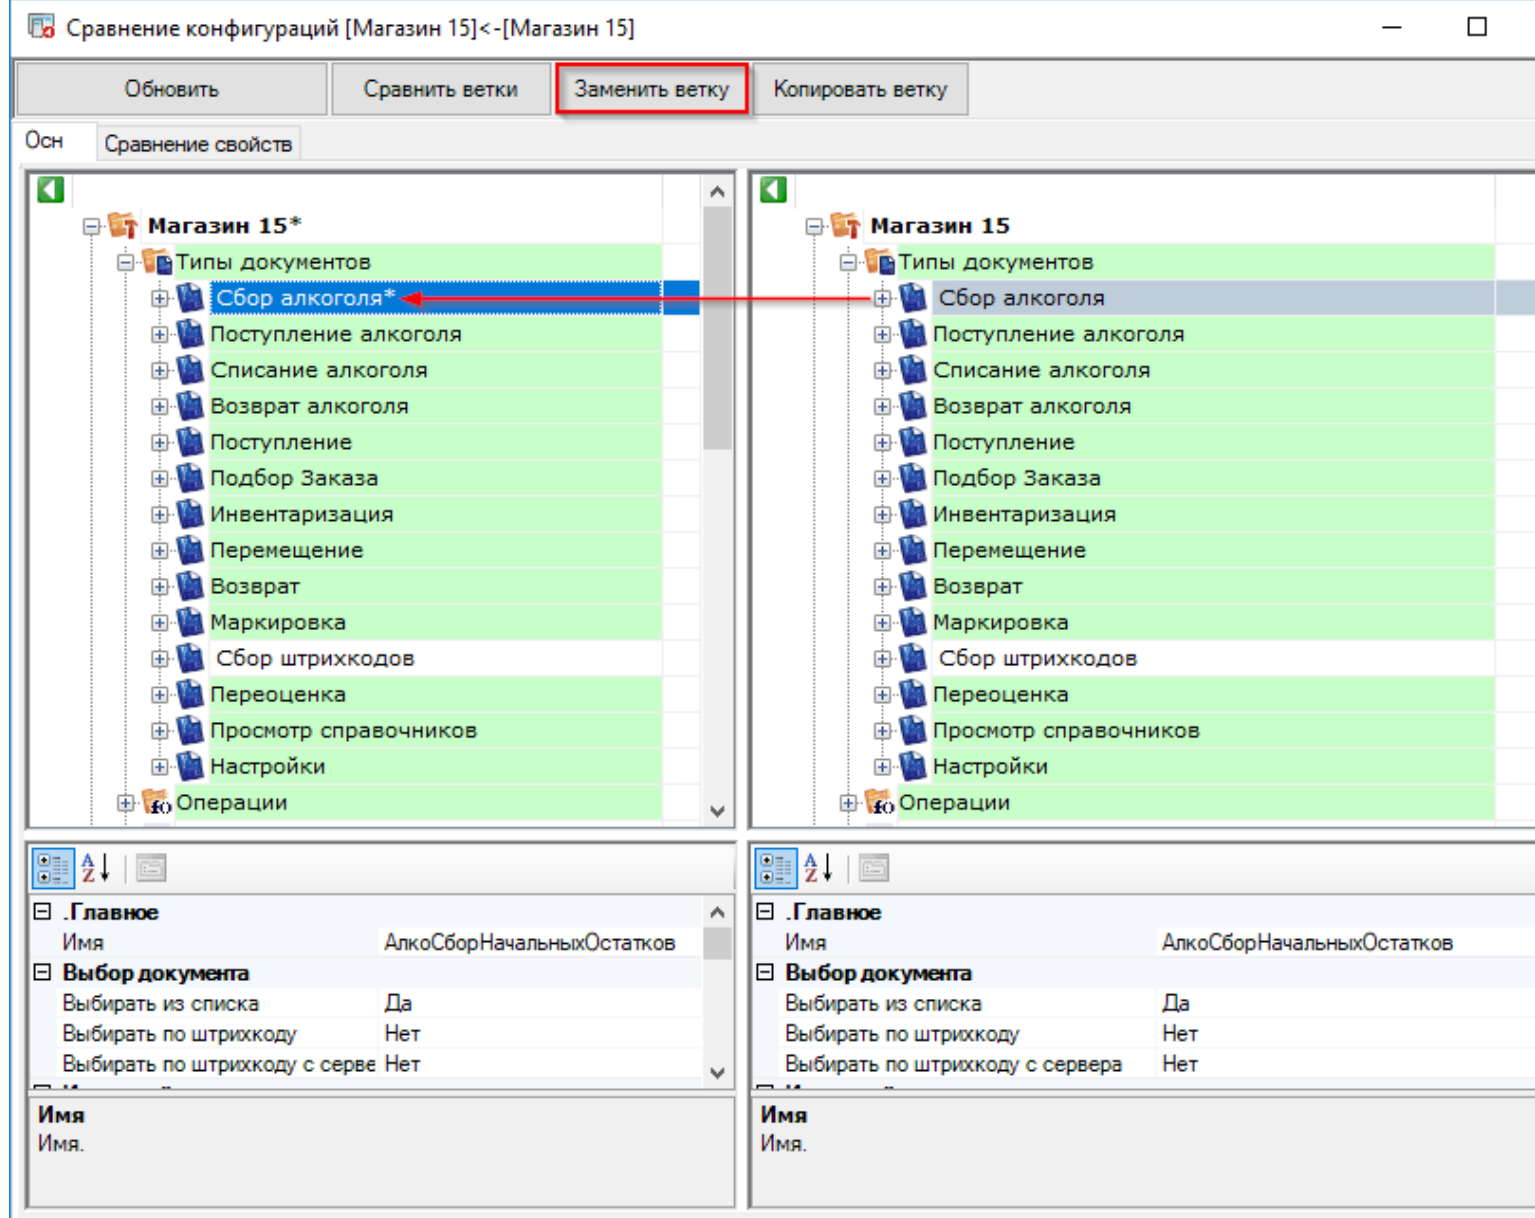 Сравнение конфигураций [Магазин 15]<-[Магазин 15]
Обновить Сравнить ветки Заменить ветку Копировать ветку
Осн Сравнение свойств
Магазин 15*
Типы документов
Сбор алкоголя*
Поступление алкоголя
Списание алкоголя
Возврат алкоголя
Поступление
Подбор Заказа
Инвентаризация
Перемещение
Возврат
Маркировка
Сбор штрихкодов
Переоценка
Просмотр справочников
Настройки
Операции
Магазин 15
Типы документов
Сбор алкоголя
Поступление алкоголя
Списание алкоголя
Возврат алкоголя
Поступление
Подбор Заказа
Инвентаризация
Перемещение
Возврат
Маркировка
Сбор штрихкодов
Переоценка
Просмотр справочников
Настройки
Операции
.Главное
Имя АлкоСборНачальныхОстатков
Выбор документа
Выбирать из списка Да
Выбирать по штрихкоду Нет
Выбирать по штрихкоду с серве Нет
Имя
Имя.
.Главное
Имя АлкоСборНачальныхОстатков
Выбор документа
Выбирать из списка Да
Выбирать по штрихкоду Нет
Выбирать по штрихкоду с сервера Нет
Имя
Имя.